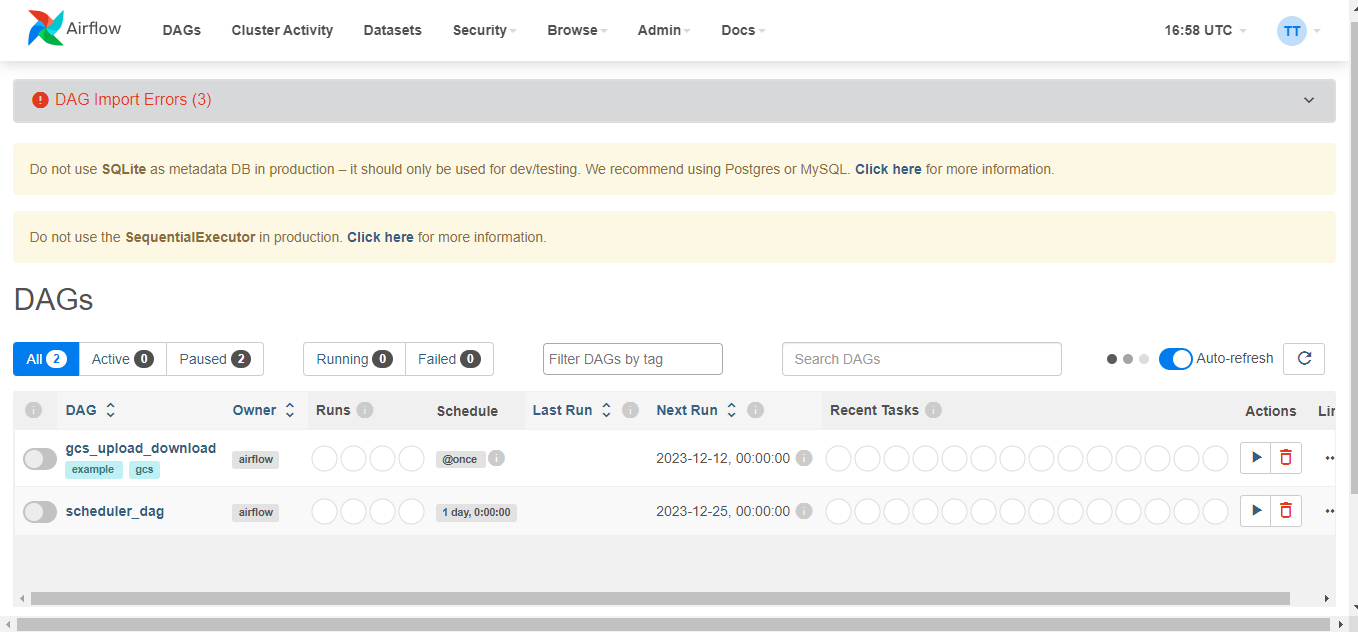 Airflow DAGs Cluster Activity Datasets Security Browse Admin Docs 16:58 UTC TT
DAG Import Errors (3)
Do not use SQLite as metadata DB in production – it should only be used for dev/testing. We recommend using Postgres or MySQL. Click here for more information.
Do not use the SequentialExecutor in production. Click here for more information.
DAGs
All 2 Active 0 Paused 2 Running 0 Failed 0 Filter DAGs by tag Search DAGs Auto-refresh
DAG Owner Runs Schedule Last Run Next Run Recent Tasks Actions Lin
gcs_upload_download airflow @once 2023-12-12, 00:00:00
example gcs
scheduler_dag airflow 1 day, 0:00:00 2023-12-25, 00:00:00